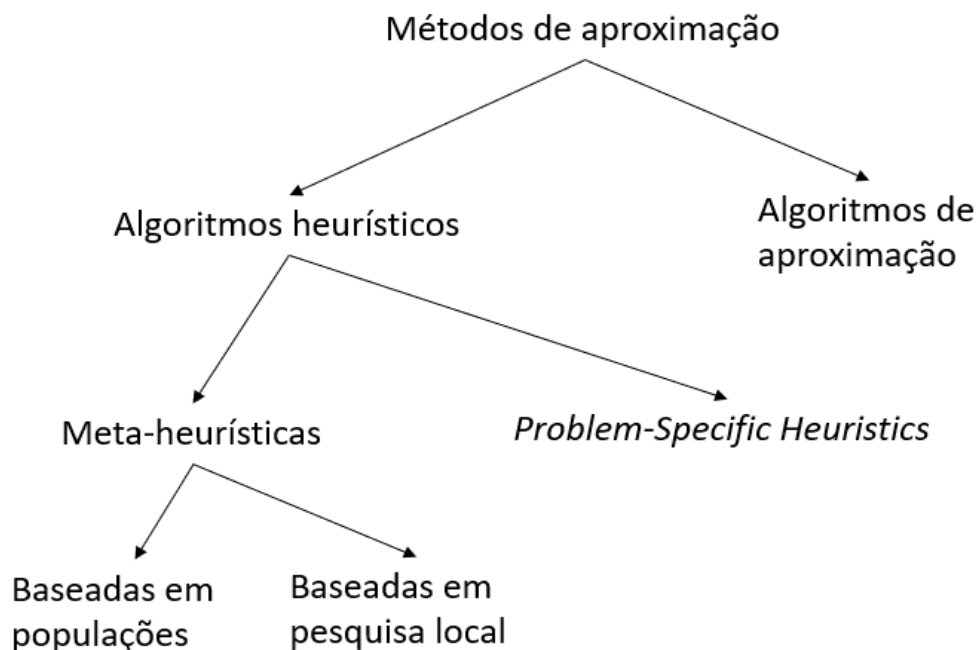 Métodos de aproximação
Algoritmos heurísticos
Algoritmos de
aproximação
Meta-heurísticas
Problem-Specific Heuristics
Baseadas em
populações
Baseadas em
pesquisa local